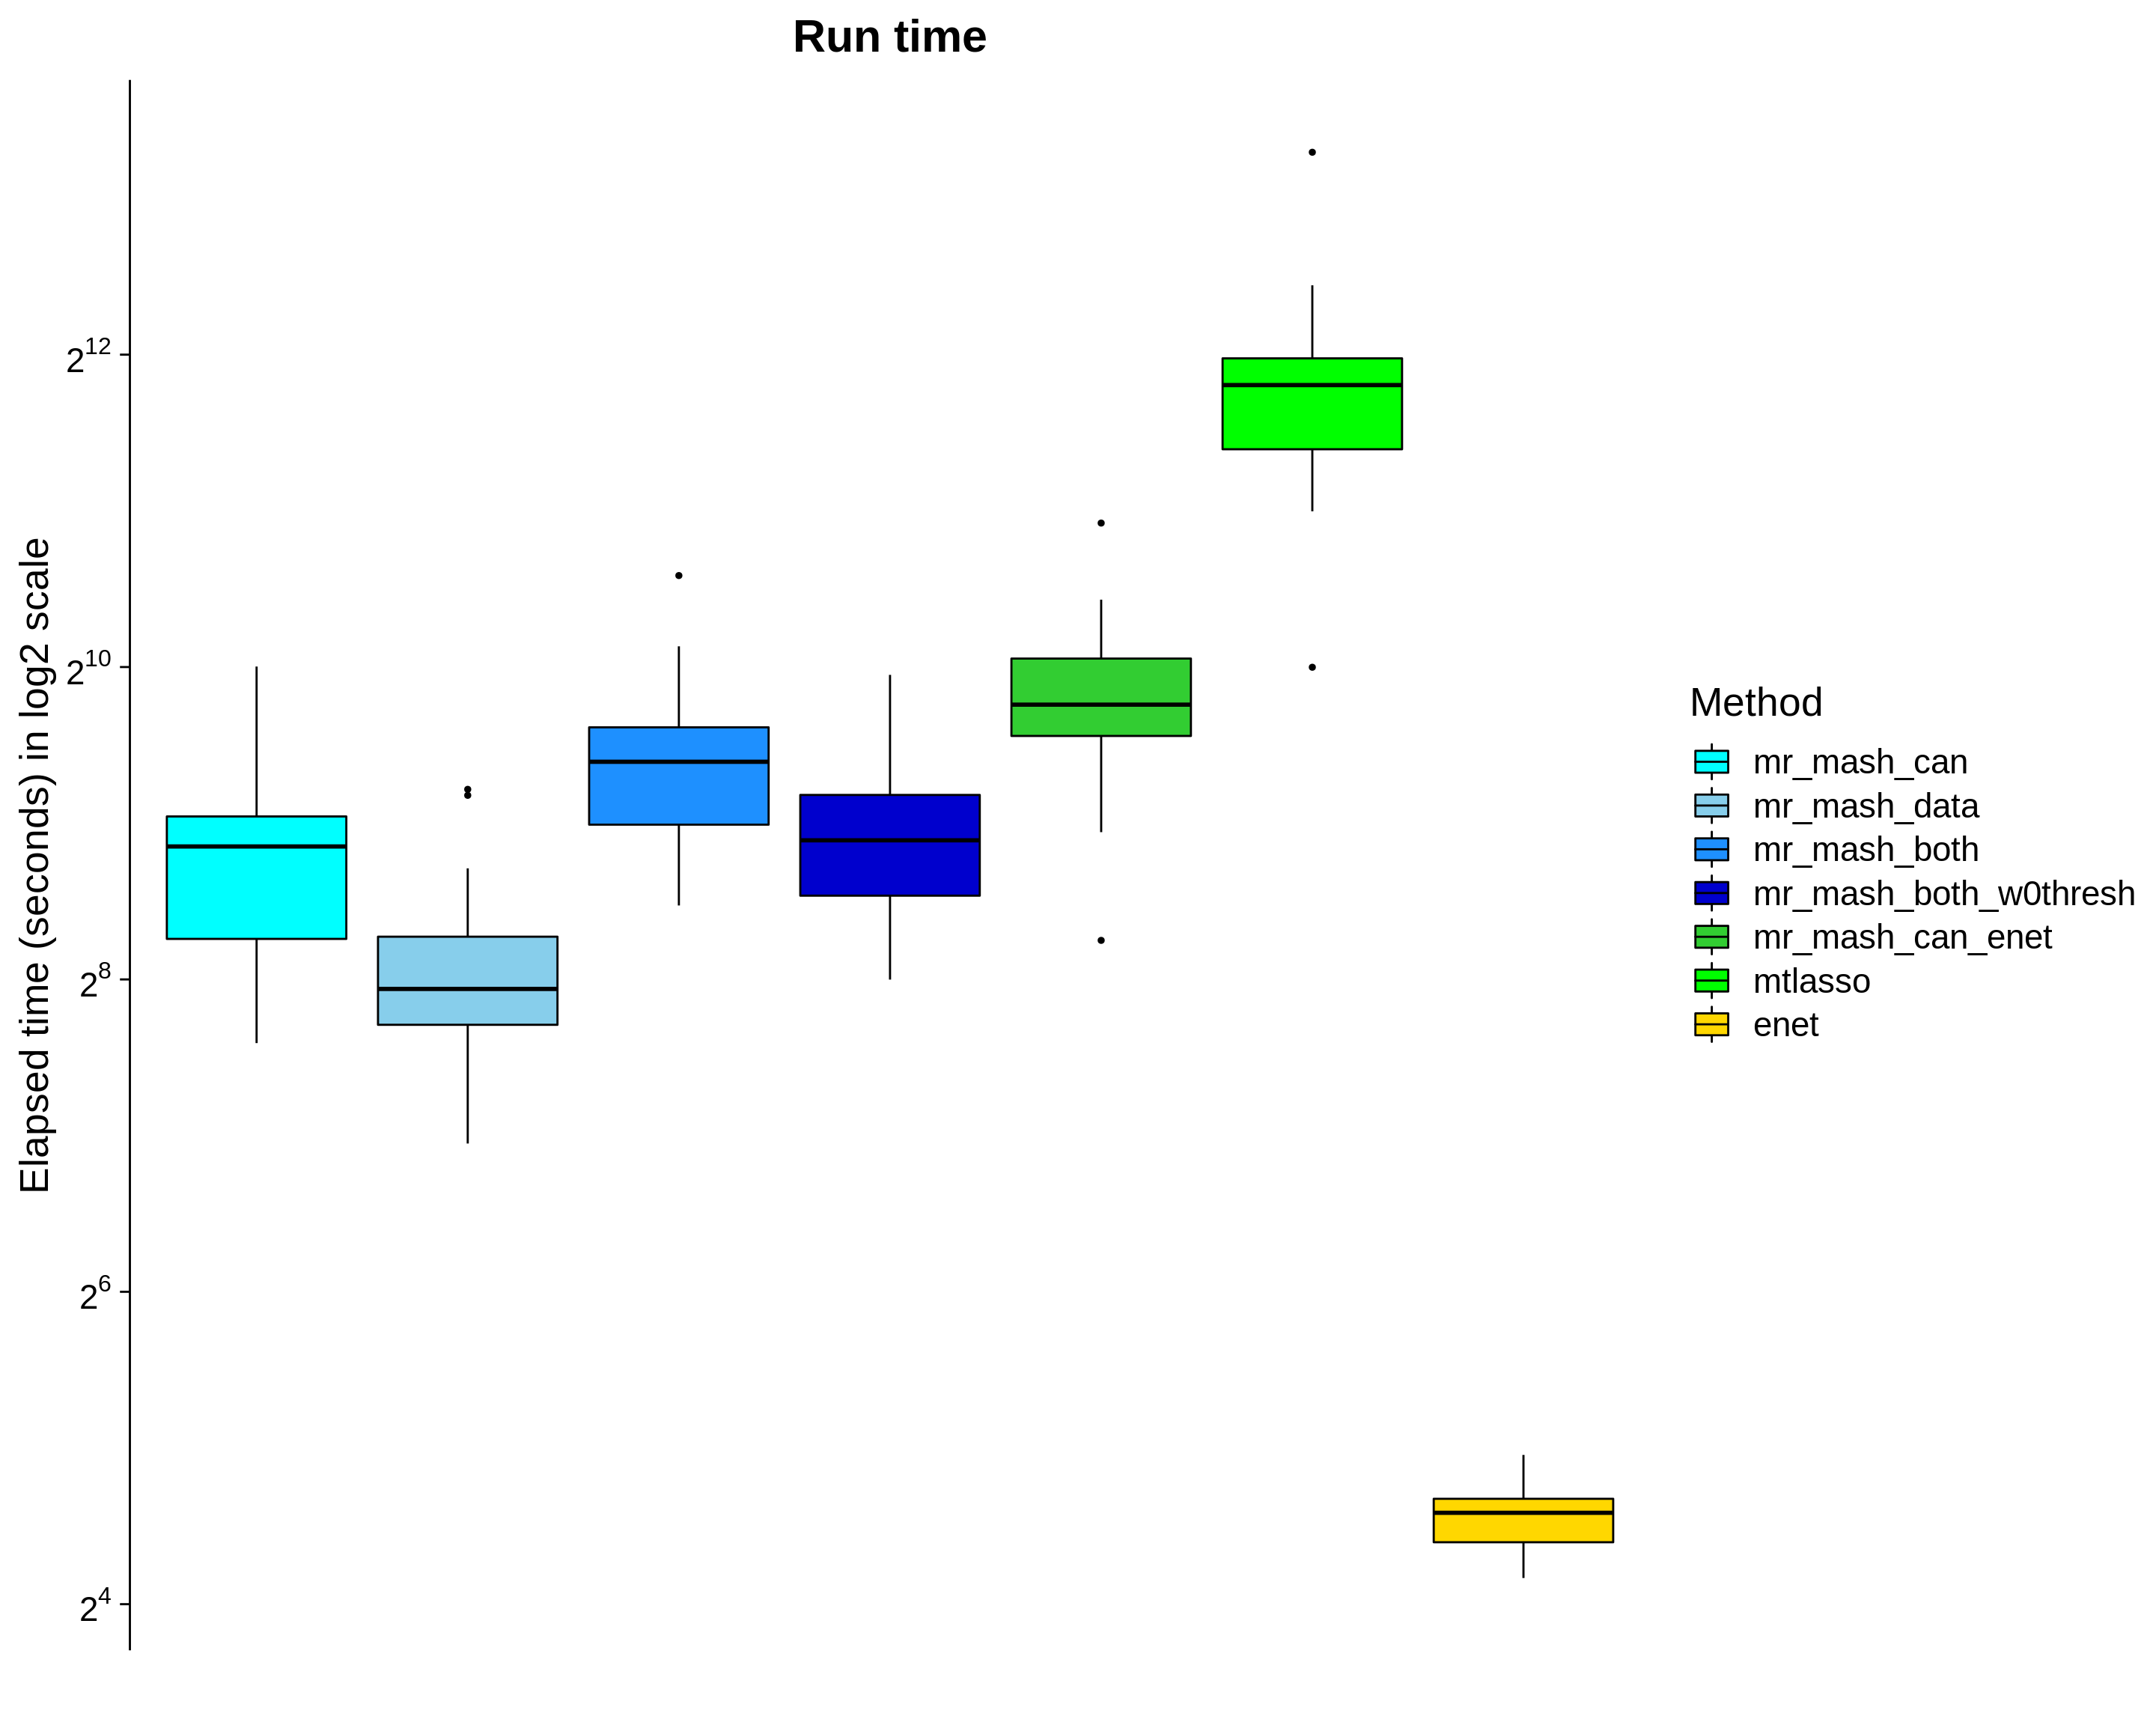 Run time
Elapsed time (seconds) in log2 scale
2^12
2^10
2^8
2^6
2^4
Method
mr_mash_can
mr_mash_data
mr_mash_both
mr_mash_both_w0thresh
mr_mash_can_enet
mtlasso
enet